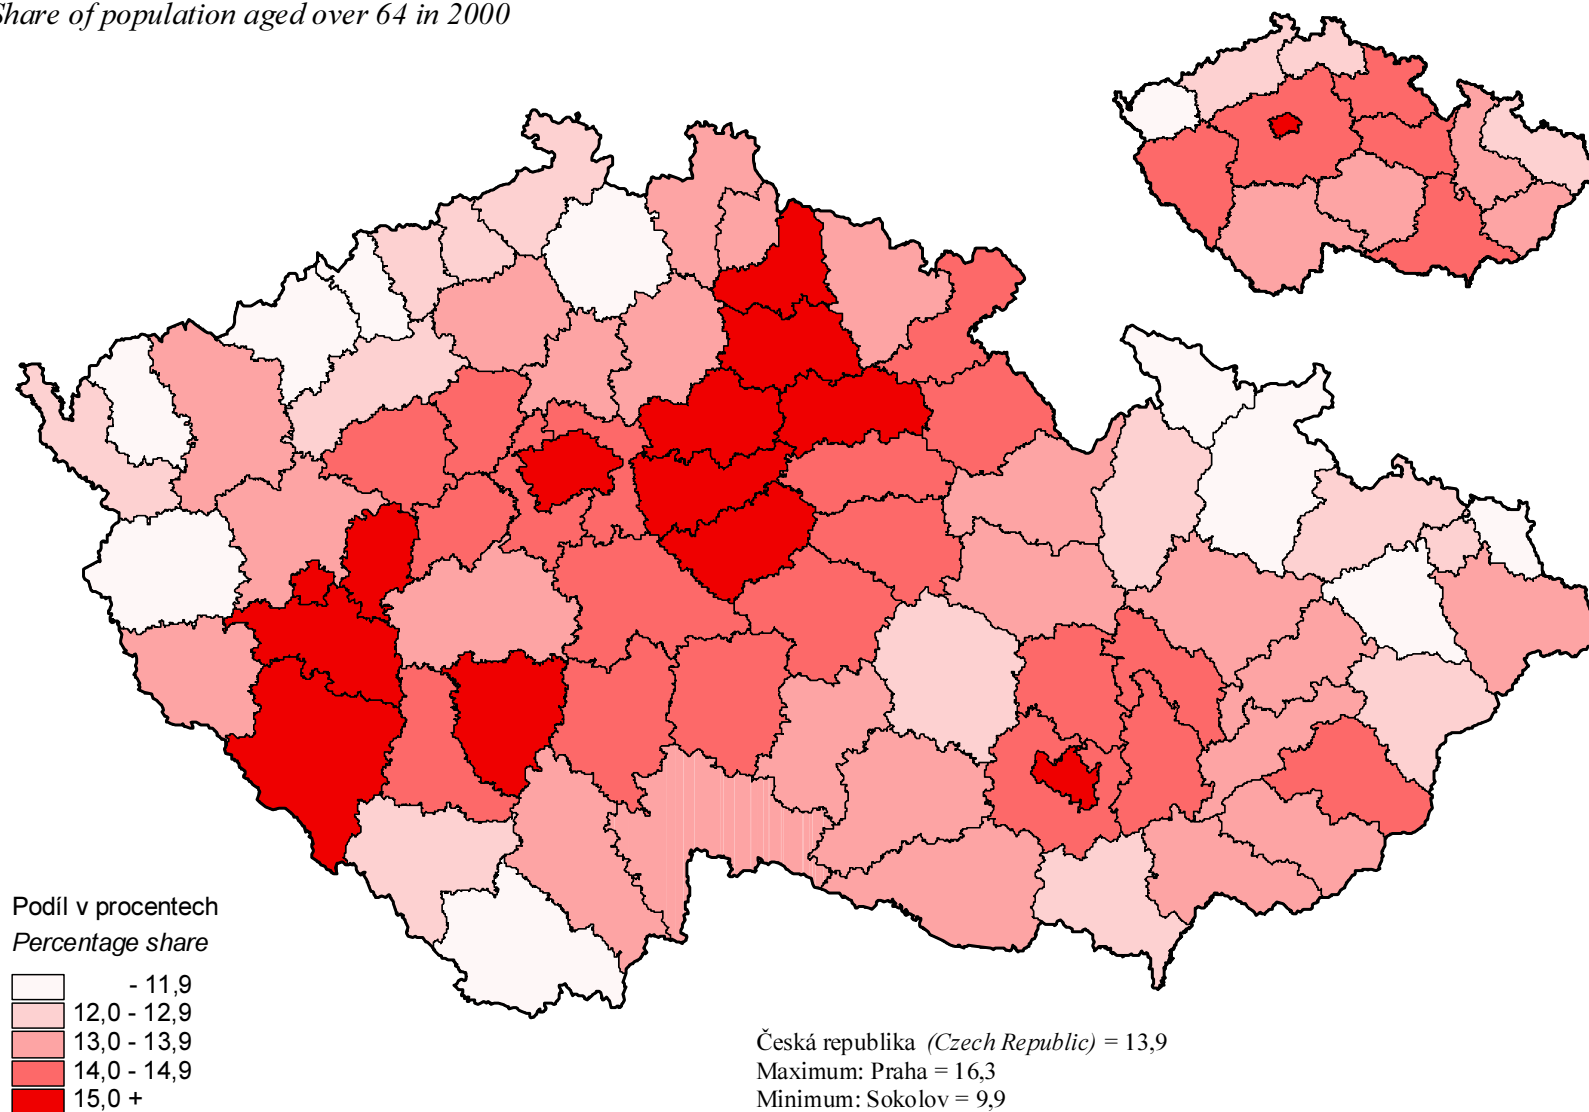 Share of population aged over 64 in 2000
Podíl v procentech
Percentage share
- 11,9
12,0 - 12,9
13,0 - 13,9
14,0 - 14,9
15,0 +
Česká republika (Czech Republic) = 13,9
Maximum: Praha = 16,3
Minimum: Sokolov = 9,9